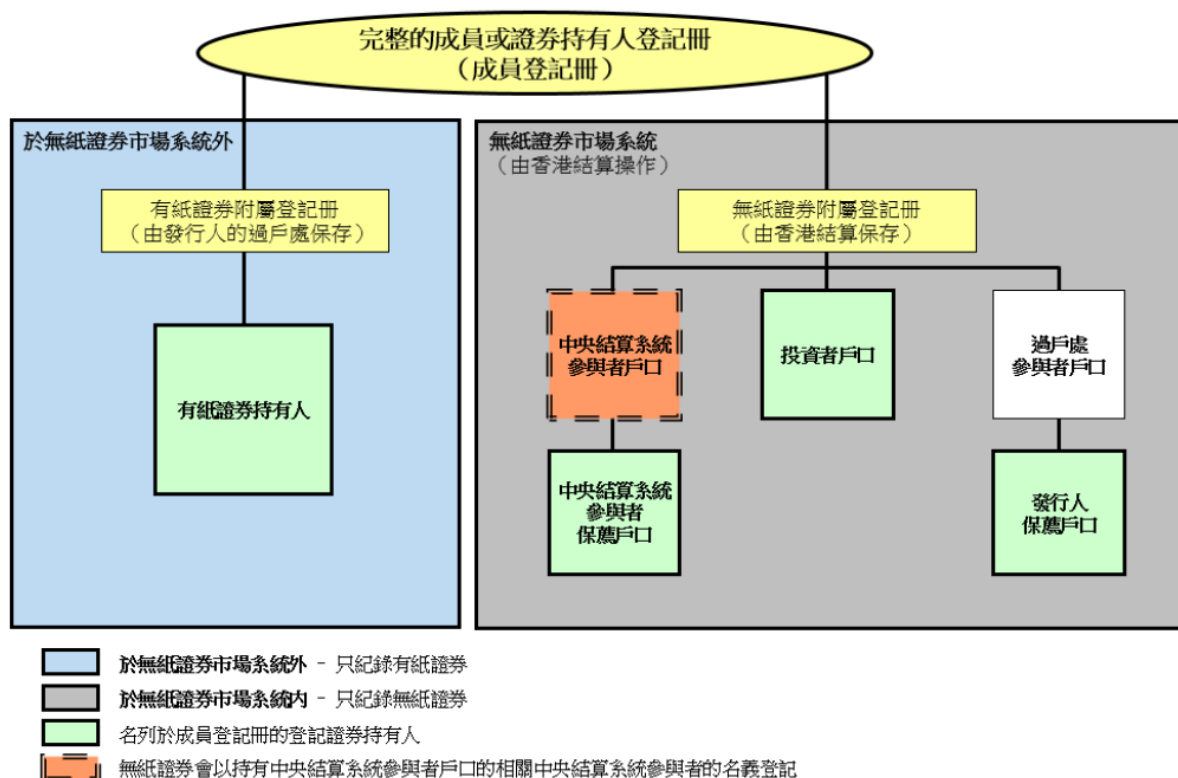 完整的成員或證券持有人登記冊
（成員登記冊）
於無紙證券市場系統外
有紙證券附屬登記冊
（由發行人的過戶處保存）
有紙證券持有人
無紙證券市場系統
（由香港結算操作）
無紙證券附屬登記冊
（由香港結算保存）
中央結算系統
參與者戶口
投資者戶口
過戶處
參與者戶口
中央結算系統
參與者
保薦戶口
發行人
保薦戶口
於無紙證券市場系統外 - 只紀錄有紙證券
於無紙證券市場系統內 - 只紀錄無紙證券
名列於成員登記冊的登記證券持有人
無紙證券會以持有中央結算系統參與者戶口的相關中央結算系統參與者的名義登記